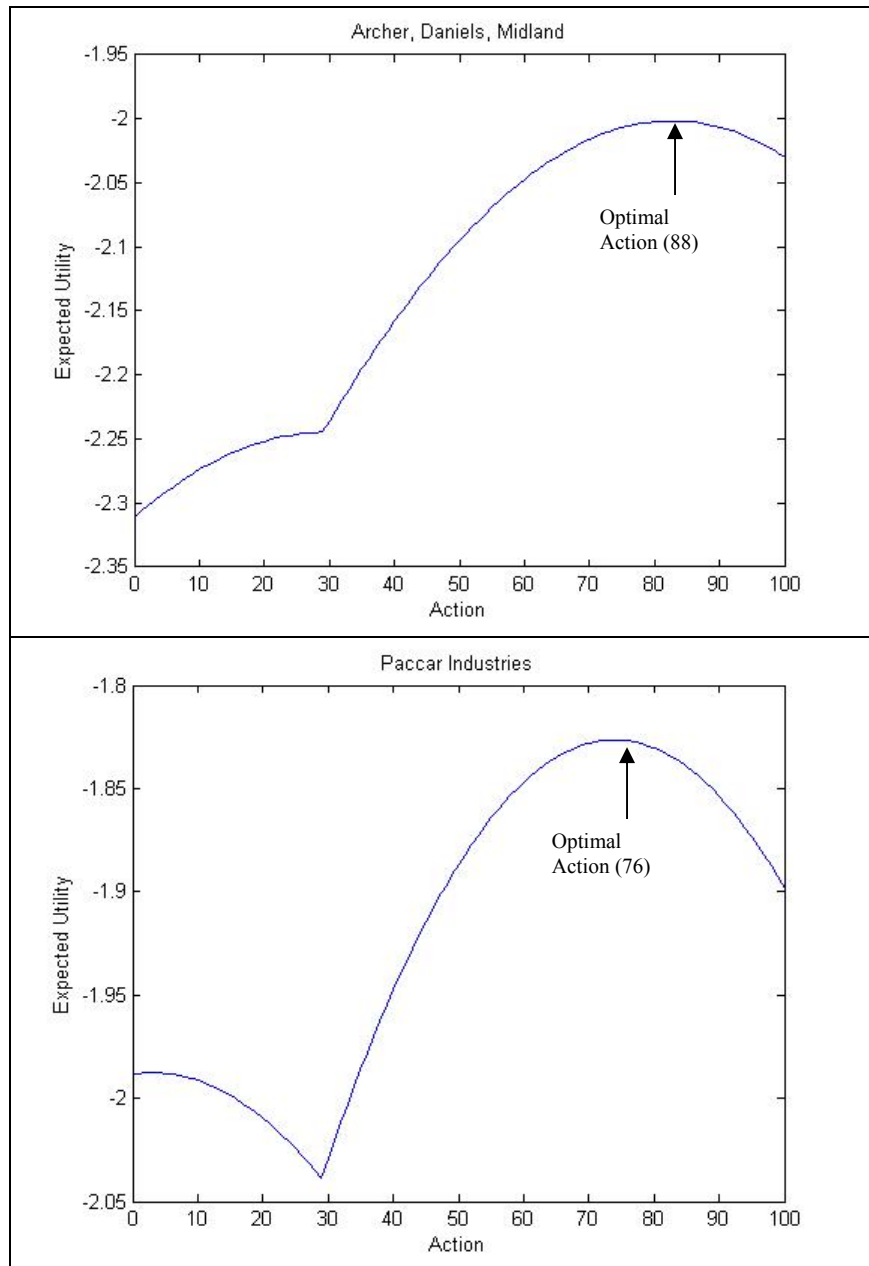 Archer, Daniels, Midland
-1.95
-2
-2.05
-2.1
-2.15
-2.2
-2.25
-2.3
-2.35
Expected Utility
Optimal
Action (88)
0 10 20 30 40 50 60 70 80 90 100
Action
Paccar Industries
-1.8
-1.85
-1.9
-1.95
-2
-2.05
Expected Utility
Optimal
Action (76)
0 10 20 30 40 50 60 70 80 90 100
Action